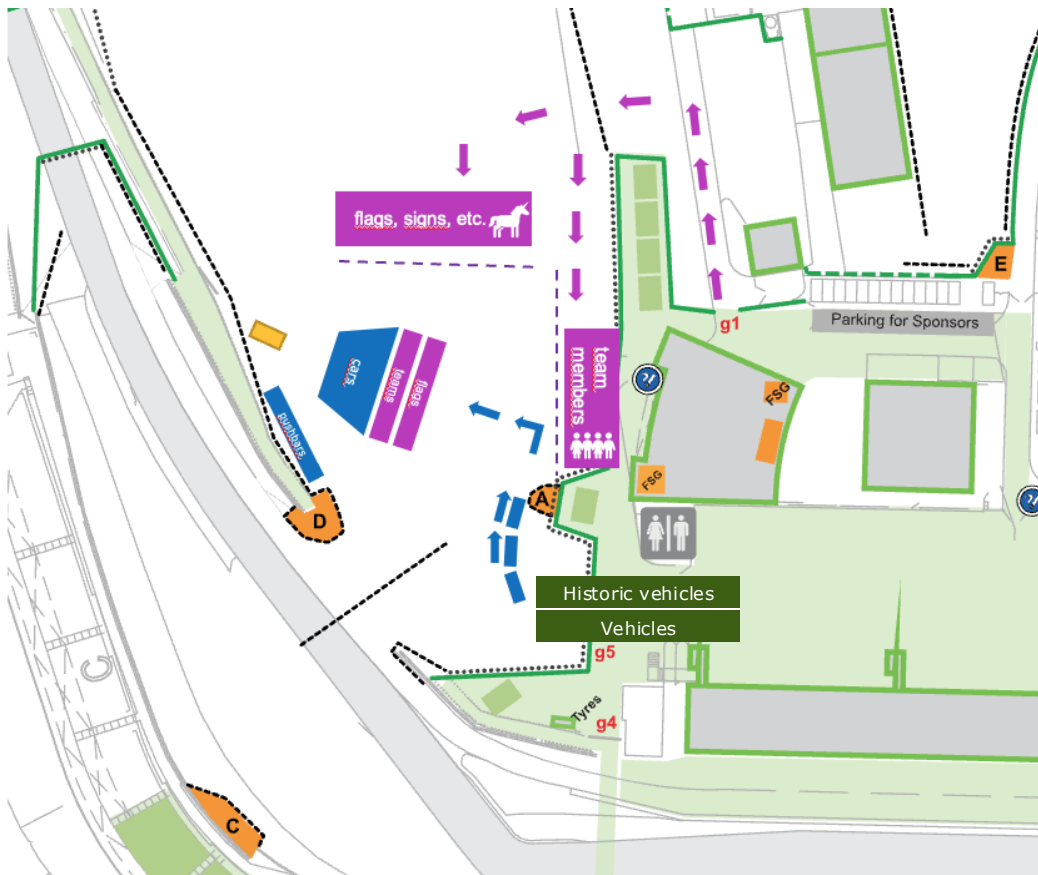 flags, signs, etc.
E
Parking for Sponsors
g1
cars
teams
flags
team
members
pushbars
FSG
FSG
A
D
Historic vehicles
Vehicles
g5
Tyres
g4
C
C